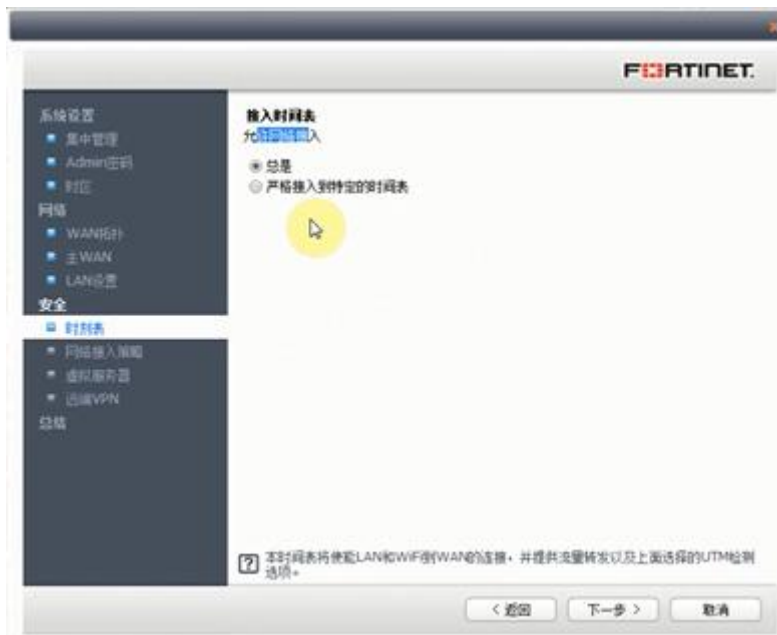 FORTINET
系统设置
集中管理
Admin密码
时区
网络
WAN拓扑
主WAN
LAN设置
安全
时刻表
网络接入策略
虚拟服务器
远端VPN
总结
接入时间表
允许网络接入
总是
严格接入到特定的时间表
本时间表将使能LAN和WiFi到WAN的连接，并提供流量转发以及上面选择的UTM检测
选项。
< 返回
下一步 >
取消